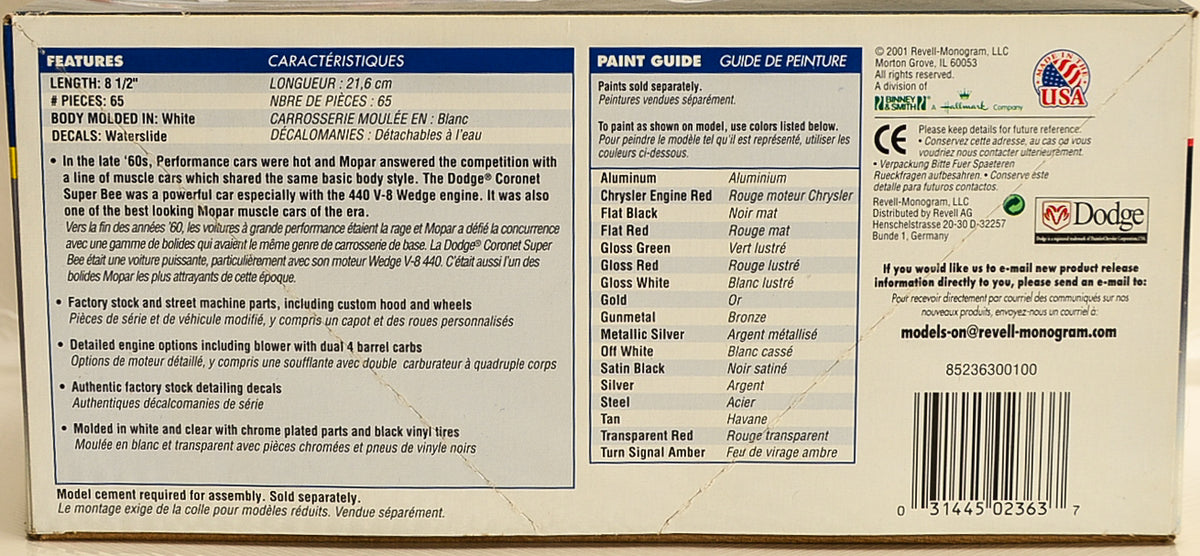 FEATURES CARACTÉRISTIQUES
LENGTH: 8 1/2" LONGUEUR : 21,6 cm
# PIECES: 65 NBRE DE PIÈCES : 65
BODY MOLDED IN: White CARROSSERIE MOULÉE EN : Blanc
DECALS: Waterslide DÉCALOMANIES : Détachables à l'eau
• In the late '60s, Performance cars were hot and Mopar answered the competition with
a line of muscle cars which shared the same basic body style. The Dodge® Coronet
Super Bee was a powerful car especially with the 440 V-8 Wedge engine. It was also
one of the best looking Mopar muscle cars of the era.
Vers la fin des années '60, les voitures à grande performance étaient la rage et Mopar a défié la concurrence
avec une gamme de bolides qui avaient le même genre de carrosserie de base. La Dodge® Coronet Super
Bee était une voiture puissante, particulièrement avec son moteur Wedge V-8 440. C'était aussi l'un des
bolides Mopar les plus attrayants de cette époque.
• Factory stock and street machine parts, including custom hood and wheels
Pièces de série et de véhicule modifié, y compris un capot et des roues personnalisés
• Detailed engine options including blower with dual 4 barrel carbs
Options de moteur détaillé, y compris une soufflante avec double carburateur à quadruple corps
• Authentic factory stock detailing decals
Authentiques décalcomanies de série
• Molded in white and clear with chrome plated parts and black vinyl tires
Moulée en blanc et transparent avec pièces chromées et pneus de vinyle noirs
Model cement required for assembly. Sold separately.
Le montage exige de la colle pour modèles réduits. Vendue séparément.
PAINT GUIDE GUIDE DE PEINTURE
Paints sold separately.
Peintures vendues séparément.
To paint as shown on model, use colors listed below.
Pour peindre le modèle tel qu'il est représenté, utiliser les
couleurs ci-dessous.
Aluminum Aluminium
Chrysler Engine Red Rouge moteur Chrysler
Flat Black Noir mat
Flat Red Rouge mat
Gloss Green Vert lustré
Gloss Red Rouge lustré
Gloss White Blanc lustré
Gold Or
Gunmetal Bronze
Metallic Silver Argent métallisé
Off White Blanc cassé
Satin Black Noir satiné
Silver Argent
Steel Acier
Tan Havane
Transparent Red Rouge transparent
Turn Signal Amber Feu de virage ambre
© 2001 Revell-Monogram, LLC
Morton Grove, IL 60053
All rights reserved.
A division of
BINNEY
& SMITH A Hallmark Company
MADE IN THE
USA
CE
Please keep details for future reference.
• Conservez cette adresse, au cas où vous
voudriez nous contacter ulterieurement.
• Verpackung Bitte Fuer Spaeteren
Rueckfragen aufbesahren. • Conserve este
detalle para futuros contactos.
Revell-Monogram, LLC
Distributed by Revell AG
Henschelstrasse 20-30 D-32257
Bunde 1, Germany
Dodge
If you would like us to e-mail new product release
information directly to you, please send an e-mail to:
Pour recevoir directement par courriel des communiqués sur nos
nouveaux produits, envoyez-nous un courriel à:
models-on@revell-monogram.com
85236300100
0 31445 02363 7